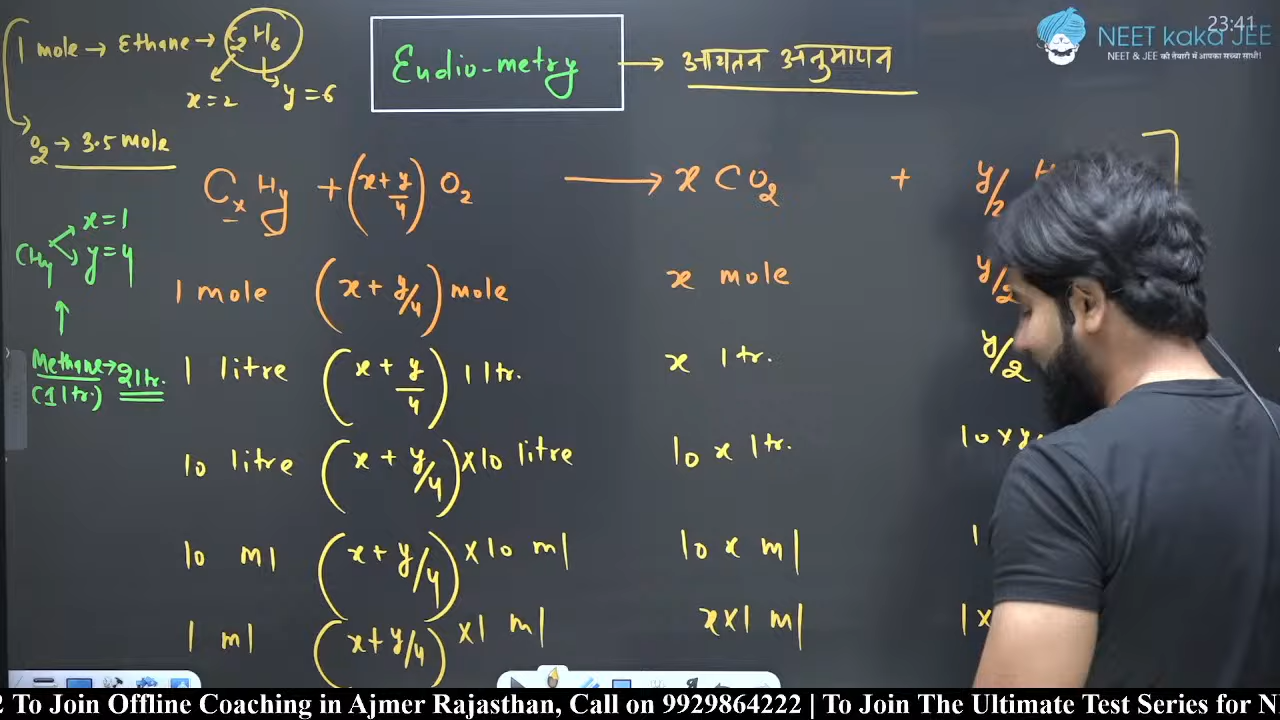 1 mole → Ethane → C2H6
x=2 y=6
O2 → 3.5 mole
Eudio-metry → आयतन अनुमापन
23:41
NEET kaka JEE
NEET & JEE की तैयारी में आपका सच्चा साथी!
CxHy + (x+y/4) O2 → x CO2 + y/2 H
CH4 x=1
y=4
1 mole (x + y/4) mole x mole y/2
Methane → 2 ltr.
(1 ltr.)
1 litre (x + y/4) 1 ltr. x ltr. y/2
10 litre (x + y/4) ×10 litre 10 x ltr. 10 × y
10 ml (x + y/4) ×10 ml 10 x ml 1
1 ml (x+y/4) ×1 ml x×1 ml 1×
2 To Join Offline Coaching in Ajmer Rajasthan, Call on 9929864222 | To Join The Ultimate Test Series for N